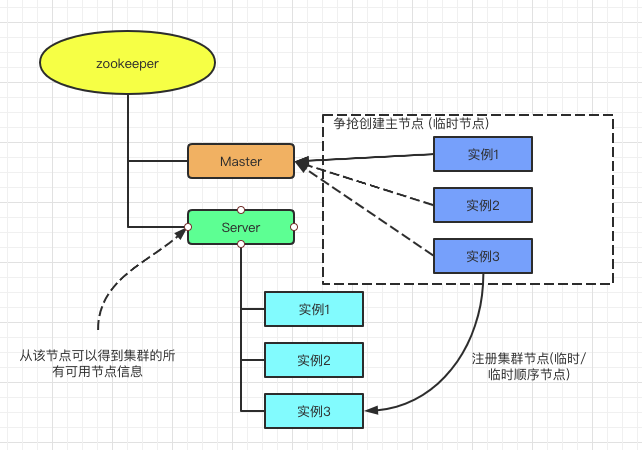 zookeeper
争抢创建主节点 (临时节点)
Master
实例1
实例2
Server
实例3
实例1
从该节点可以得到集群的所
有可用节点信息
实例2
注册集群节点(临时/
临时顺序节点)
实例3